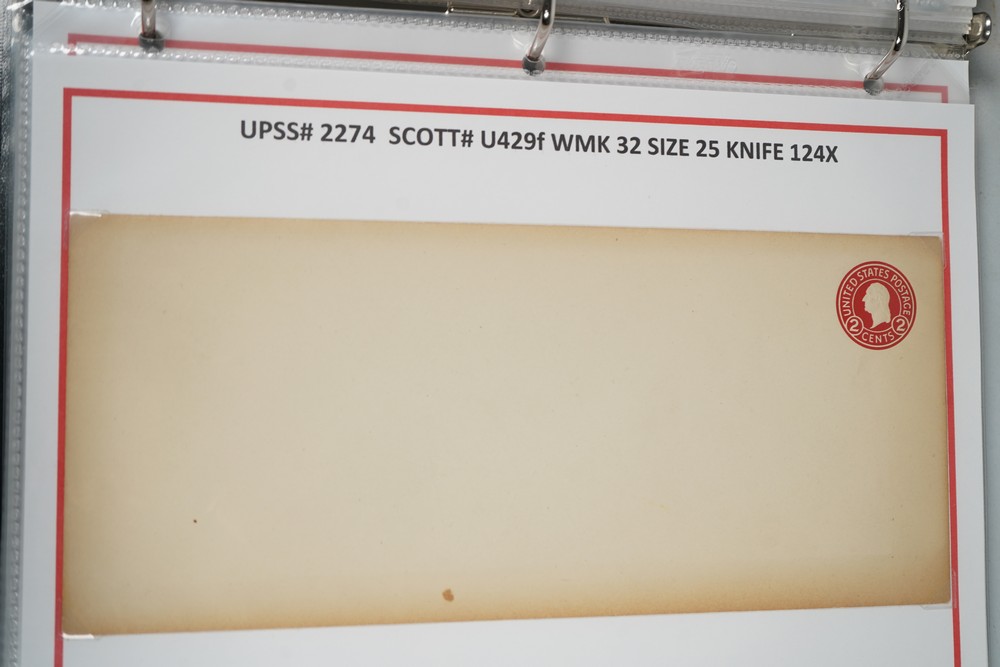 UPSS# 2274 SCOTT# U429f WMK 32 SIZE 25 KNIFE 124X
UNITED STATES POSTAGE
2 CENTS 2